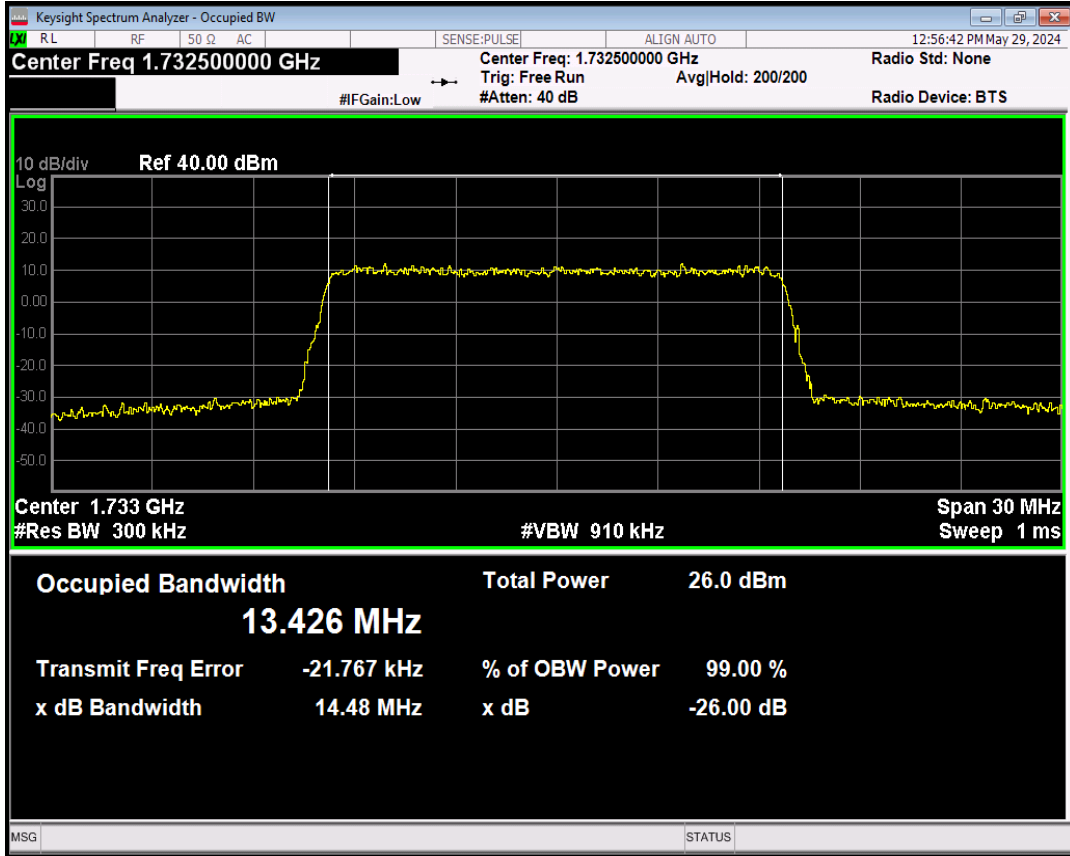 Keysight Spectrum Analyzer - Occupied BW
LXI RL RF 50 Ω AC SENSE:PULSE ALIGN AUTO 12:56:42 PM May 29, 2024
Center Freq 1.732500000 GHz Center Freq: 1.732500000 GHz Radio Std: None
Trig: Free Run Avg|Hold: 200/200
#IFGain:Low #Atten: 40 dB Radio Device: BTS
10 dB/div Ref 40.00 dBm
Log
30.0
20.0
10.0
0.00
-10.0
-20.0
-30.0
-40.0
-50.0
Center 1.733 GHz Span 30 MHz
#Res BW 300 kHz #VBW 910 kHz Sweep 1 ms
Occupied Bandwidth Total Power 26.0 dBm
13.426 MHz
Transmit Freq Error -21.767 kHz % of OBW Power 99.00 %
x dB Bandwidth 14.48 MHz x dB -26.00 dB
MSG STATUS